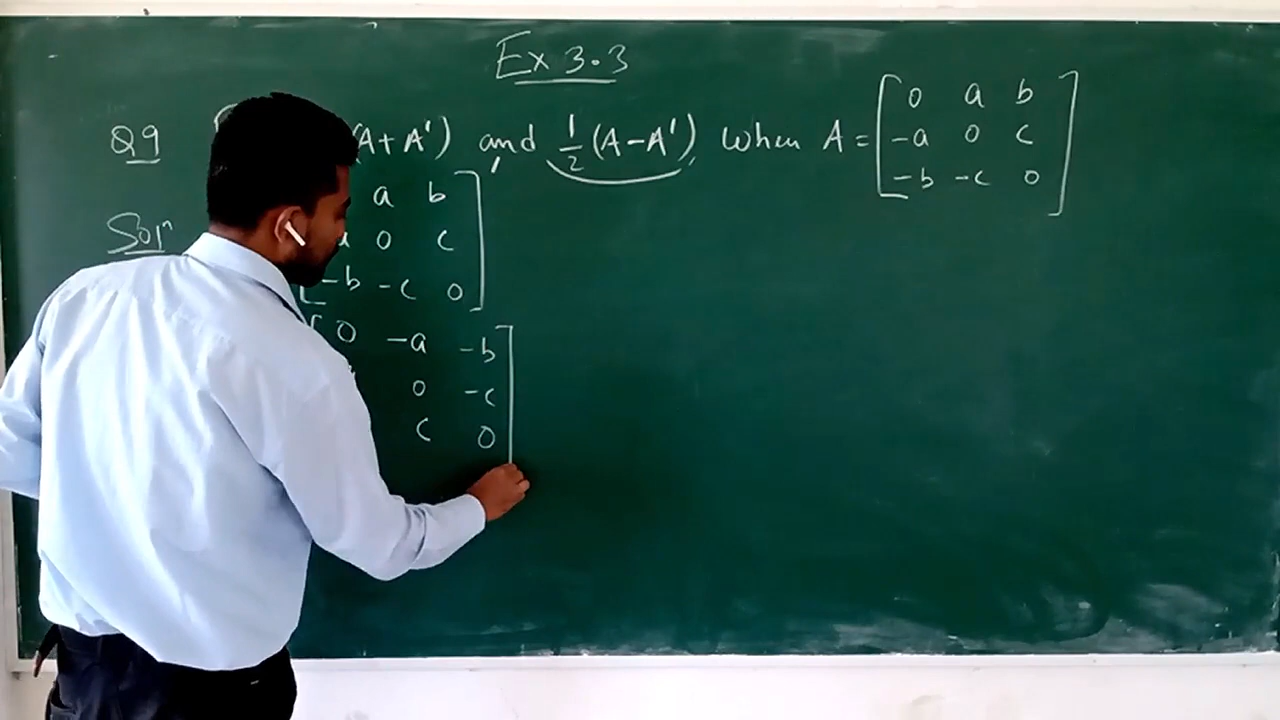 Ex 3.3
Q9 (A+A') and 1/2 (A-A') when A = [ 0 a b
-a 0 c
-b -c 0 ]
Solⁿ
a b ]
0 c
[ -b -c 0 ]
[ 0 -a -b ]
0 -c
c 0